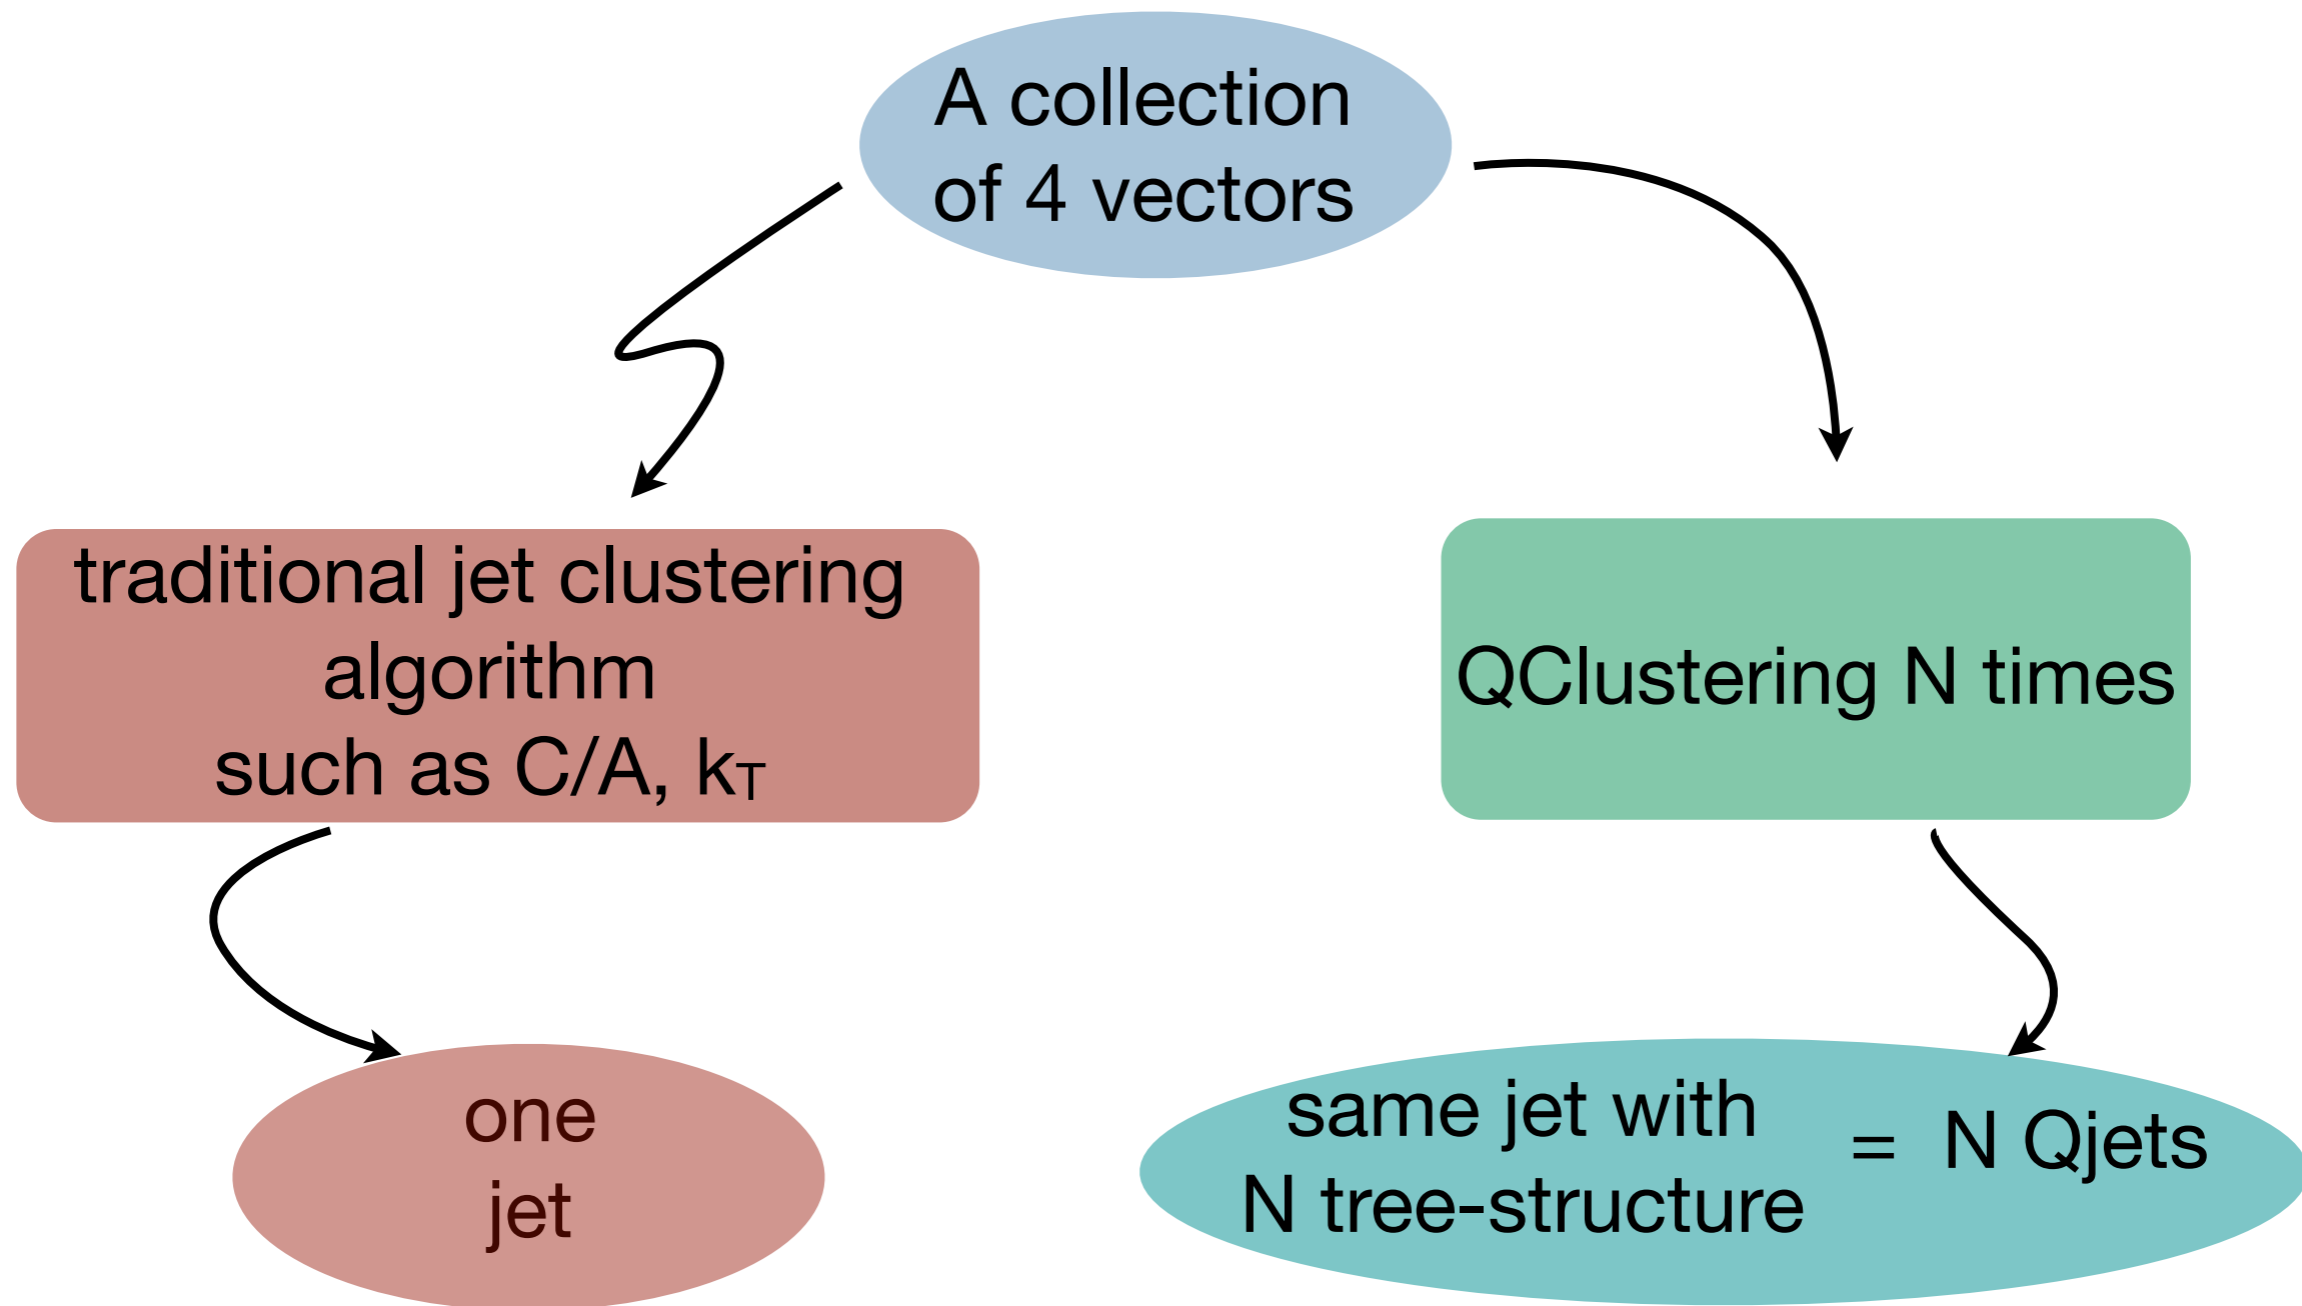 A collection
of 4 vectors
traditional jet clustering
algorithm
such as C/A, kT
QClustering N times
one
jet
same jet with
N tree-structure
= N Qjets